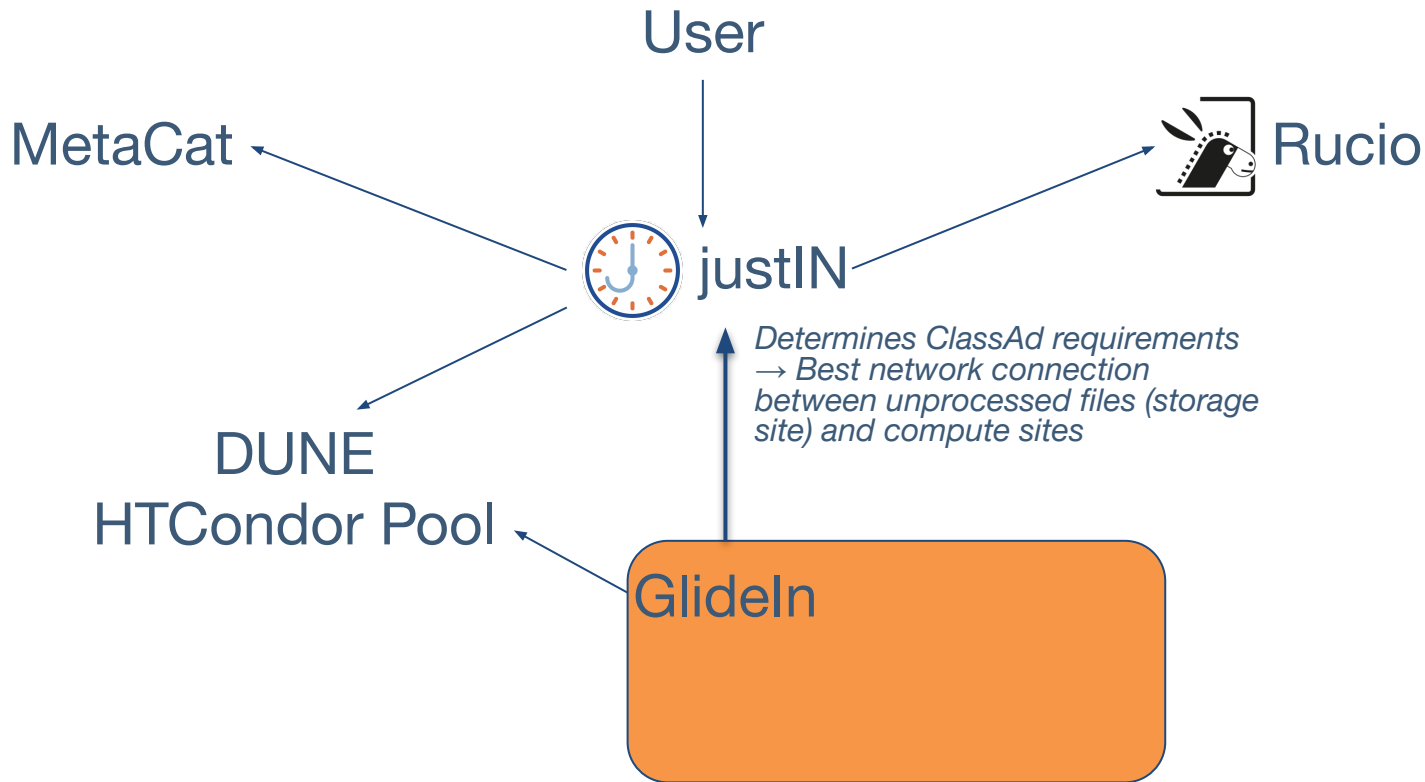 User
MetaCat
Rucio
justIN
Determines ClassAd requirements
→ Best network connection
between unprocessed files (storage
site) and compute sites
DUNE
HTCondor Pool
GlideIn